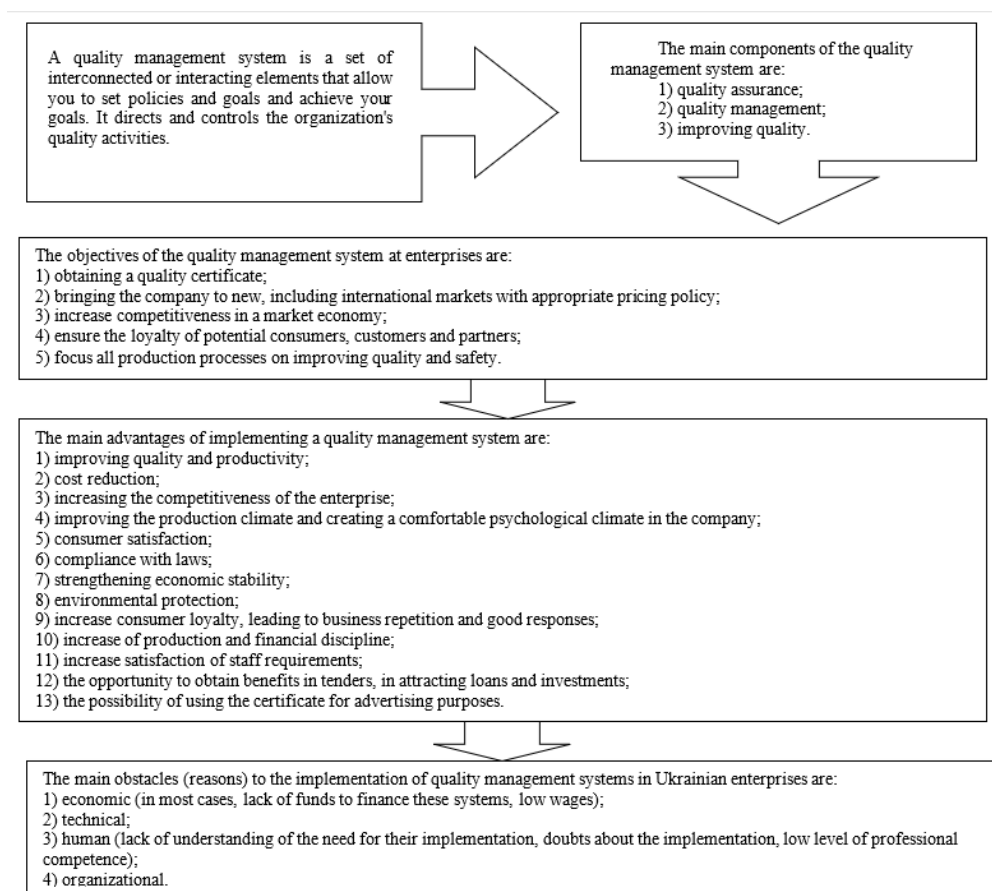 A quality management system is a set of
interconnected or interacting elements that allow
you to set policies and goals and achieve your
goals. It directs and controls the organization's
quality activities.
The main components of the quality
management system are:
1) quality assurance;
2) quality management;
3) improving quality.
The objectives of the quality management system at enterprises are:
1) obtaining a quality certificate;
2) bringing the company to new, including international markets with appropriate pricing policy;
3) increase competitiveness in a market economy;
4) ensure the loyalty of potential consumers, customers and partners;
5) focus all production processes on improving quality and safety.
The main advantages of implementing a quality management system are:
1) improving quality and productivity;
2) cost reduction;
3) increasing the competitiveness of the enterprise;
4) improving the production climate and creating a comfortable psychological climate in the company;
5) consumer satisfaction;
6) compliance with laws;
7) strengthening economic stability;
8) environmental protection;
9) increase consumer loyalty, leading to business repetition and good responses;
10) increase of production and financial discipline;
11) increase satisfaction of staff requirements;
12) the opportunity to obtain benefits in tenders, in attracting loans and investments;
13) the possibility of using the certificate for advertising purposes.
The main obstacles (reasons) to the implementation of quality management systems in Ukrainian enterprises are:
1) economic (in most cases, lack of funds to finance these systems, low wages);
2) technical;
3) human (lack of understanding of the need for their implementation, doubts about the implementation, low level of professional
competence);
4) organizational.